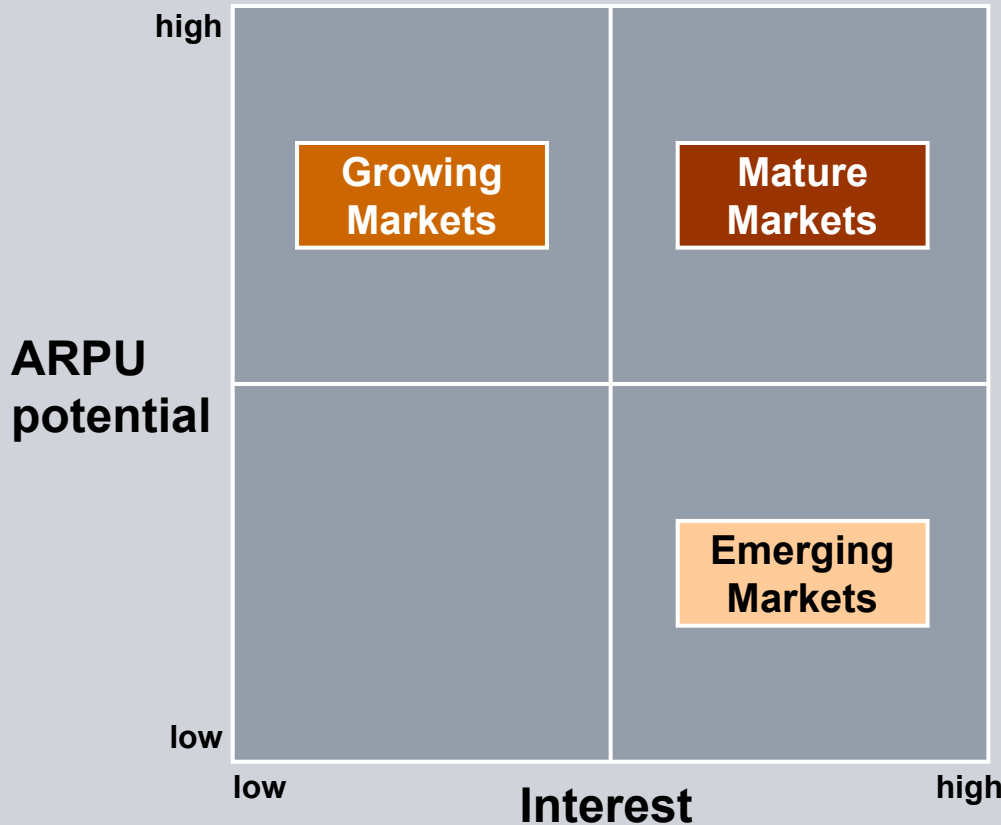 high
Growing
Markets
Mature
Markets
ARPU
potential
Emerging
Markets
low
low
Interest
high